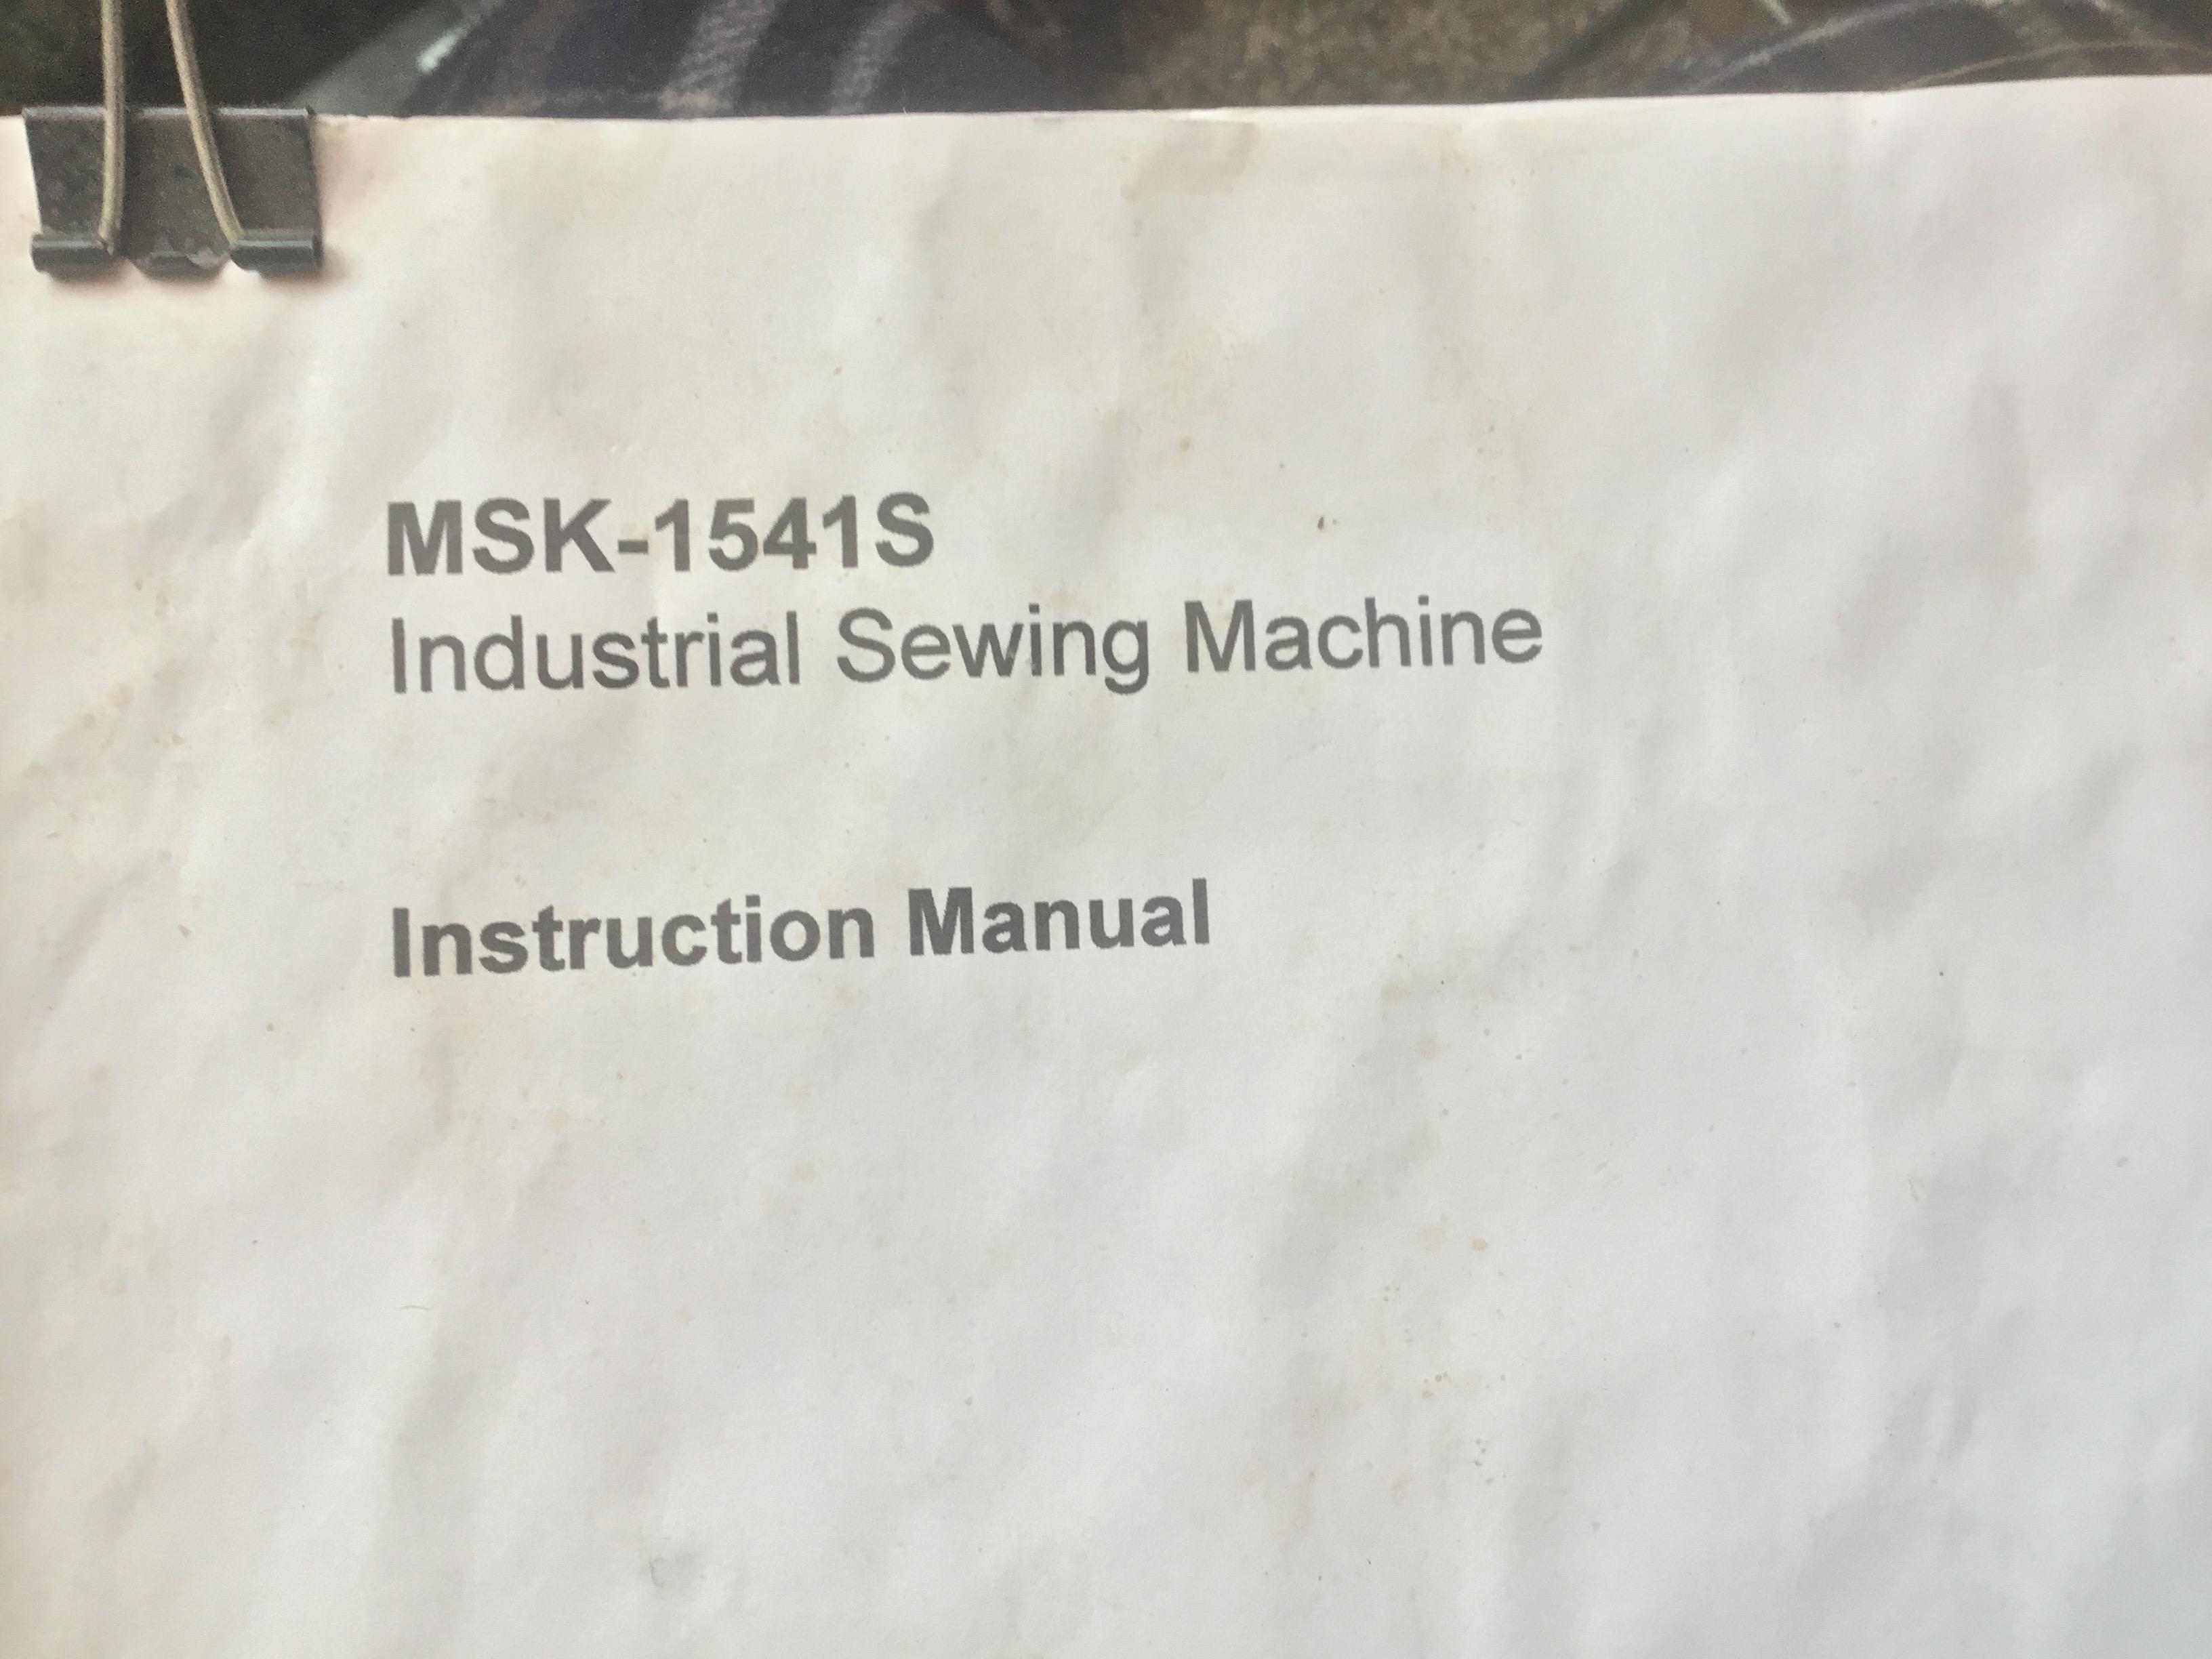 MSK-1541S
Industrial Sewing Machine
Instruction Manual